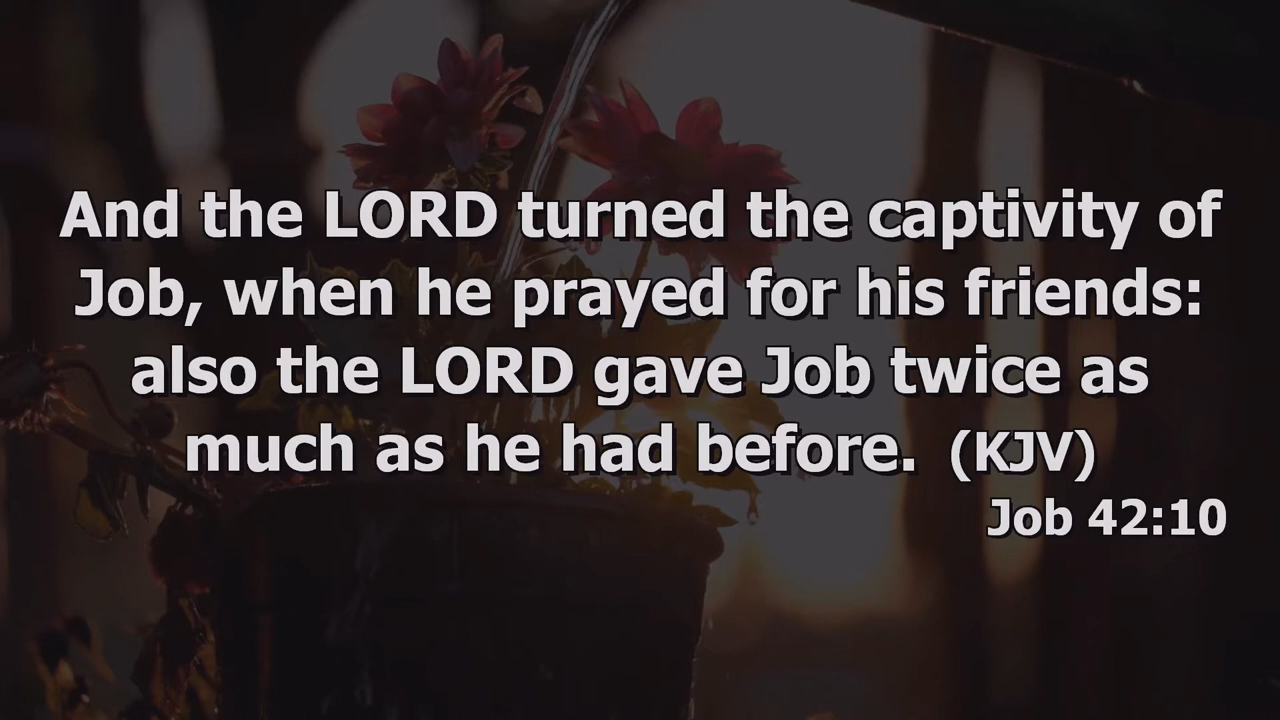 And the LORD turned the captivity of
Job, when he prayed for his friends:
also the LORD gave Job twice as
much as he had before. (KJV)
Job 42:10